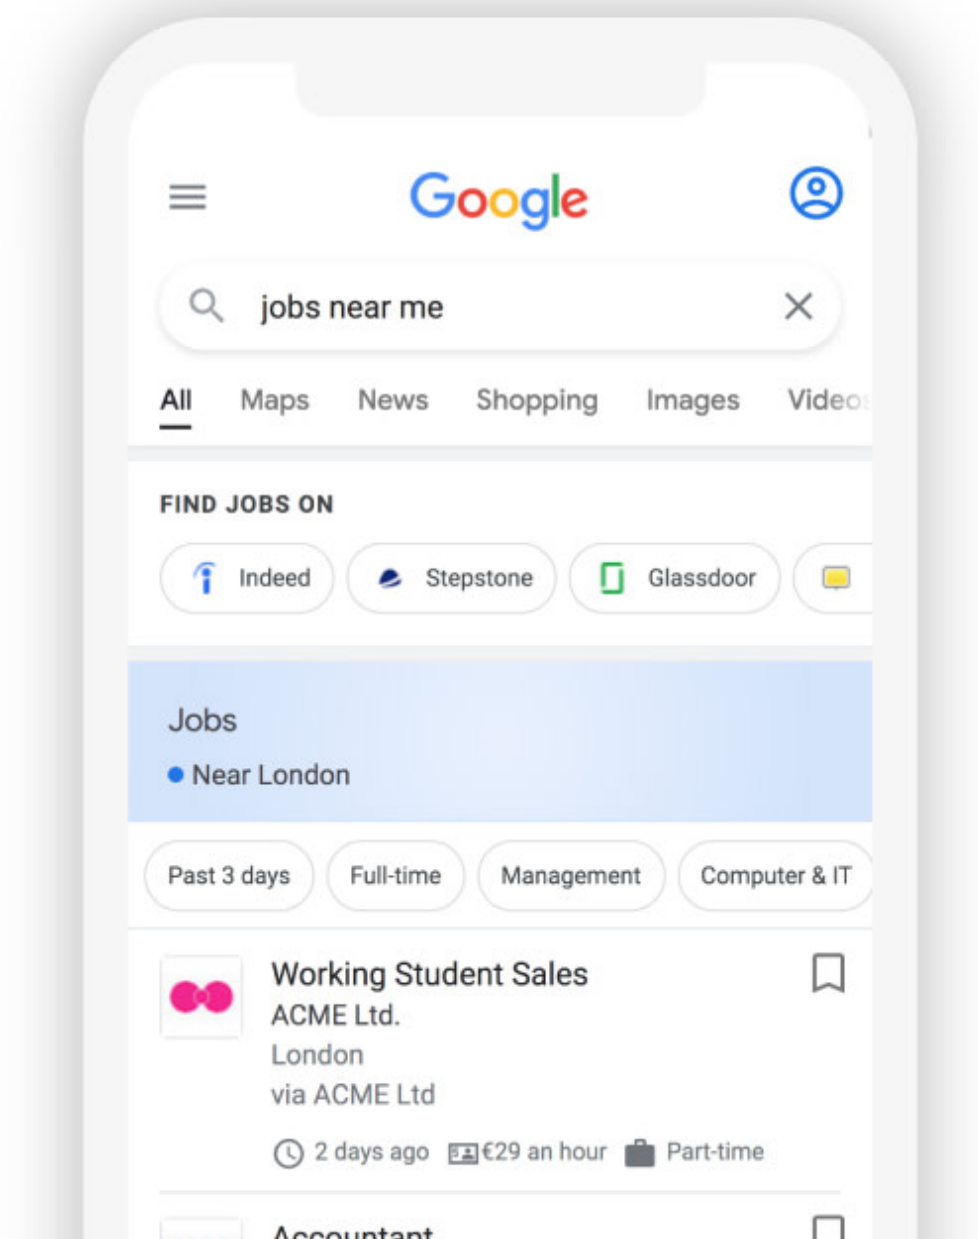 Google
jobs near me
All Maps News Shopping Images Videos
FIND JOBS ON
Indeed Stepstone Glassdoor
Jobs
Near London
Past 3 days Full-time Management Computer & IT
Working Student Sales
ACME Ltd.
London
via ACME Ltd
2 days ago €29 an hour Part-time
Accountant